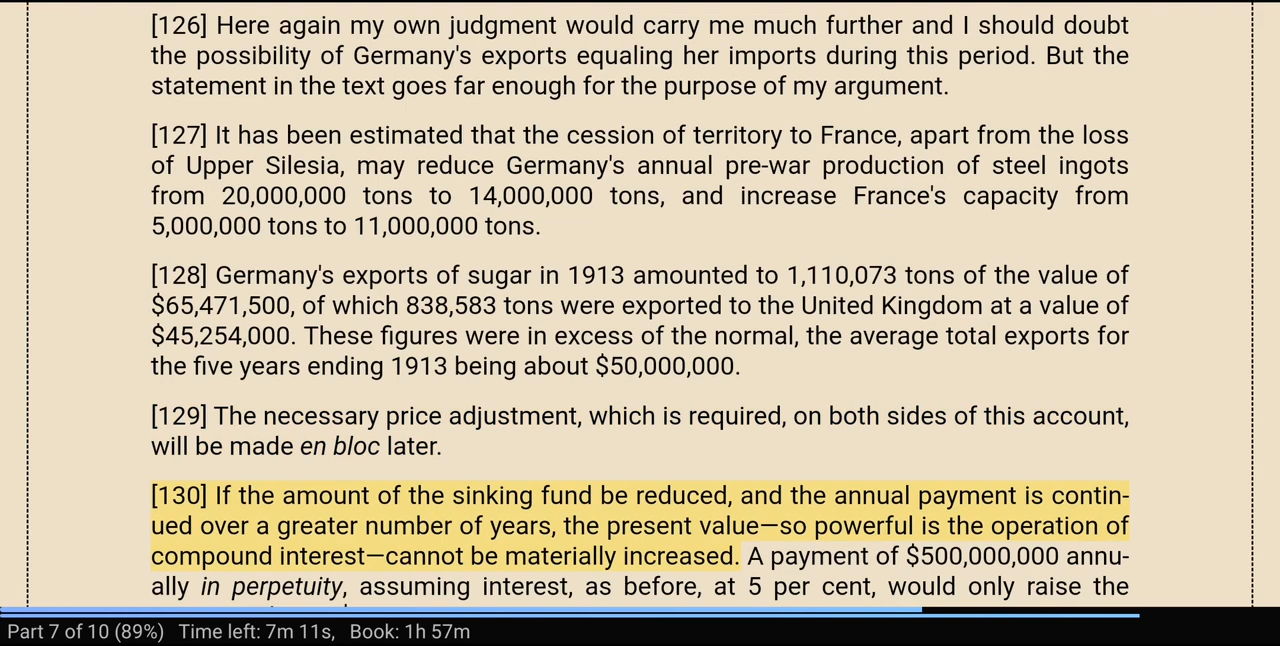 [126] Here again my own judgment would carry me much further and I should doubt
the possibility of Germany's exports equaling her imports during this period. But the
statement in the text goes far enough for the purpose of my argument.
[127] It has been estimated that the cession of territory to France, apart from the loss
of Upper Silesia, may reduce Germany's annual pre-war production of steel ingots
from 20,000,000 tons to 14,000,000 tons, and increase France's capacity from
5,000,000 tons to 11,000,000 tons.
[128] Germany's exports of sugar in 1913 amounted to 1,110,073 tons of the value of
$65,471,500, of which 838,583 tons were exported to the United Kingdom at a value of
$45,254,000. These figures were in excess of the normal, the average total exports for
the five years ending 1913 being about $50,000,000.
[129] The necessary price adjustment, which is required, on both sides of this account,
will be made en bloc later.
[130] If the amount of the sinking fund be reduced, and the annual payment is contin-
ued over a greater number of years, the present value—so powerful is the operation of
compound interest—cannot be materially increased. A payment of $500,000,000 annu-
ally in perpetuity, assuming interest, as before, at 5 per cent, would only raise the
Part 7 of 10 (89%) Time left: 7m 11s, Book: 1h 57m